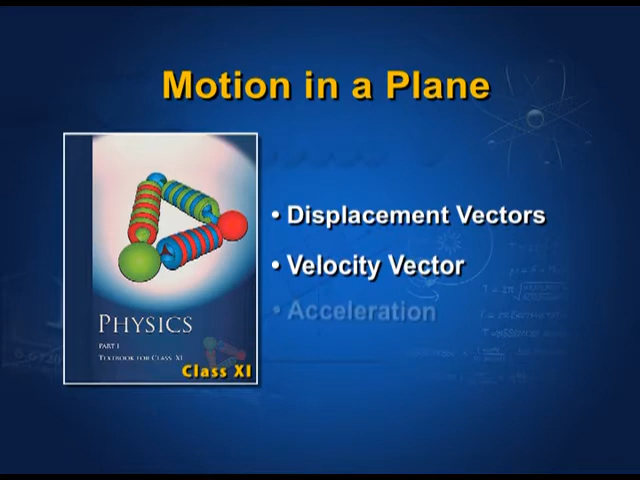 Motion in a Plane
• Displacement Vectors
• Velocity Vector
• Acceleration
PHYSICS
PART I
TEXTBOOK FOR CLASS XI
Class XI